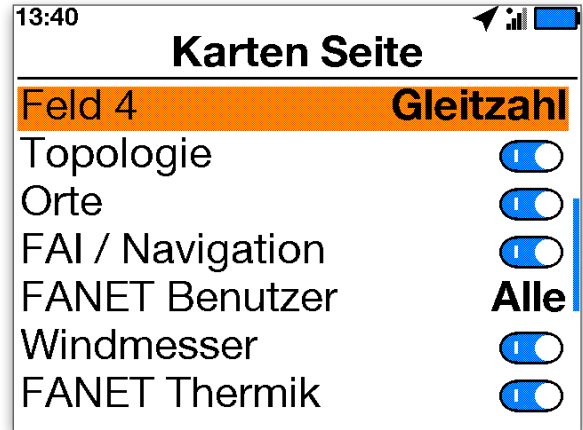 13:40
Karten Seite
Feld 4 Gleitzahl
Topologie
Orte
FAI / Navigation
FANET Benutzer Alle
Windmesser
FANET Thermik